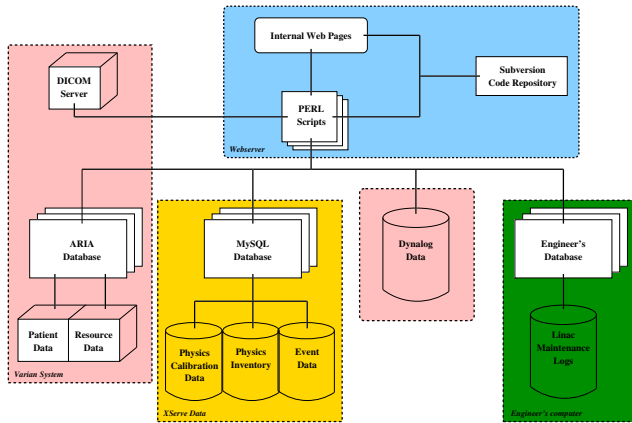 Internal Web Pages
DICOM
Server
Subversion
Code Repository
PERL
Scripts
Webserver
ARIA
Database
MySQL
Database
Dynalog
Data
Engineer's
Database
Patient
Data
Resource
Data
Physics
Calibration
Data
Physics
Inventory
Event
Data
Linac
Maintenance
Logs
Varian System
XServe Data
Engineer's computer